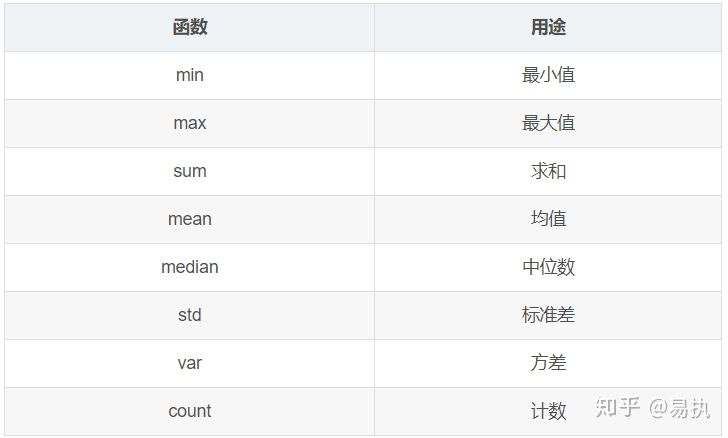 函数 用途
min 最小值
max 最大值
sum 求和
mean 均值
median 中位数
std 标准差
var 方差
count 计数
知乎 @易执